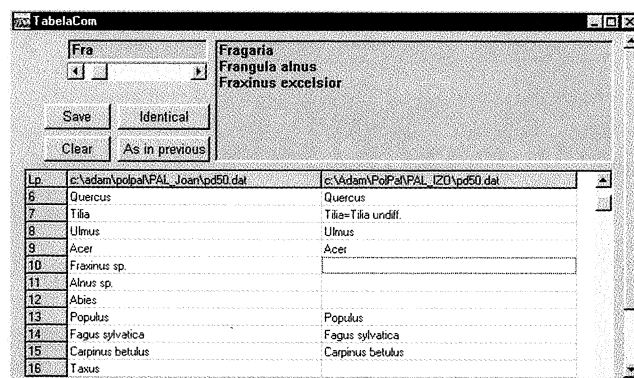 TabelaCom
Fra
Fragaria
Frangula alnus
Fraxinus excelsior
Save Identical
Clear As in previous
Lp. c:\adam\polpal\PAL_Joan\pd50.dat c:\Adam\PolPal\PAL_IZO\pd50.dat
6 Quercus Quercus
7 Tilia Tilia=Tilia undiff.
8 Ulmus Ulmus
9 Acer Acer
10 Fraxinus sp.
11 Alnus sp.
12 Abies
13 Populus Populus
14 Fagus sylvatica Fagus sylvatica
15 Carpinus betulus Carpinus betulus
16 Taxus